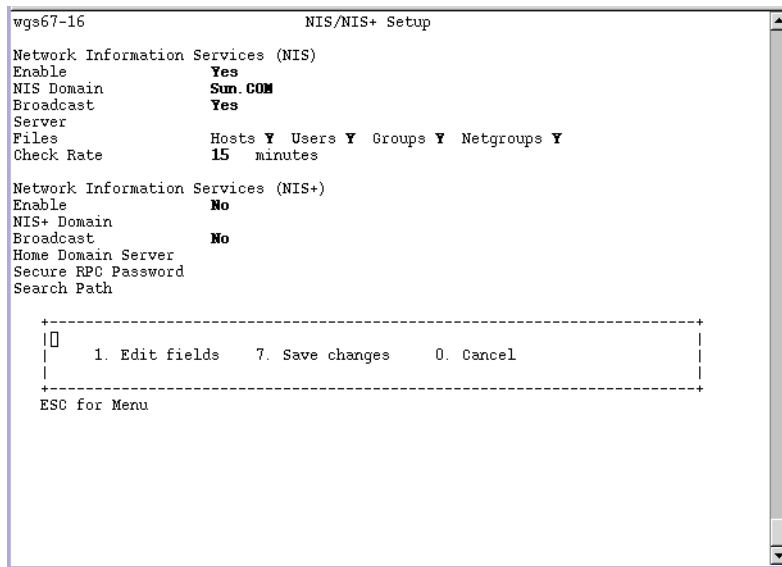 wgs67-16 NIS/NIS+ Setup
Network Information Services (NIS)
Enable Yes
NIS Domain Sun.COM
Broadcast Yes
Server
Files Hosts Y Users Y Groups Y Netgroups Y
Check Rate 15 minutes
Network Information Services (NIS+)
Enable No
NIS+ Domain
Broadcast No
Home Domain Server
Secure RPC Password
Search Path
1. Edit fields 7. Save changes 0. Cancel
ESC for Menu